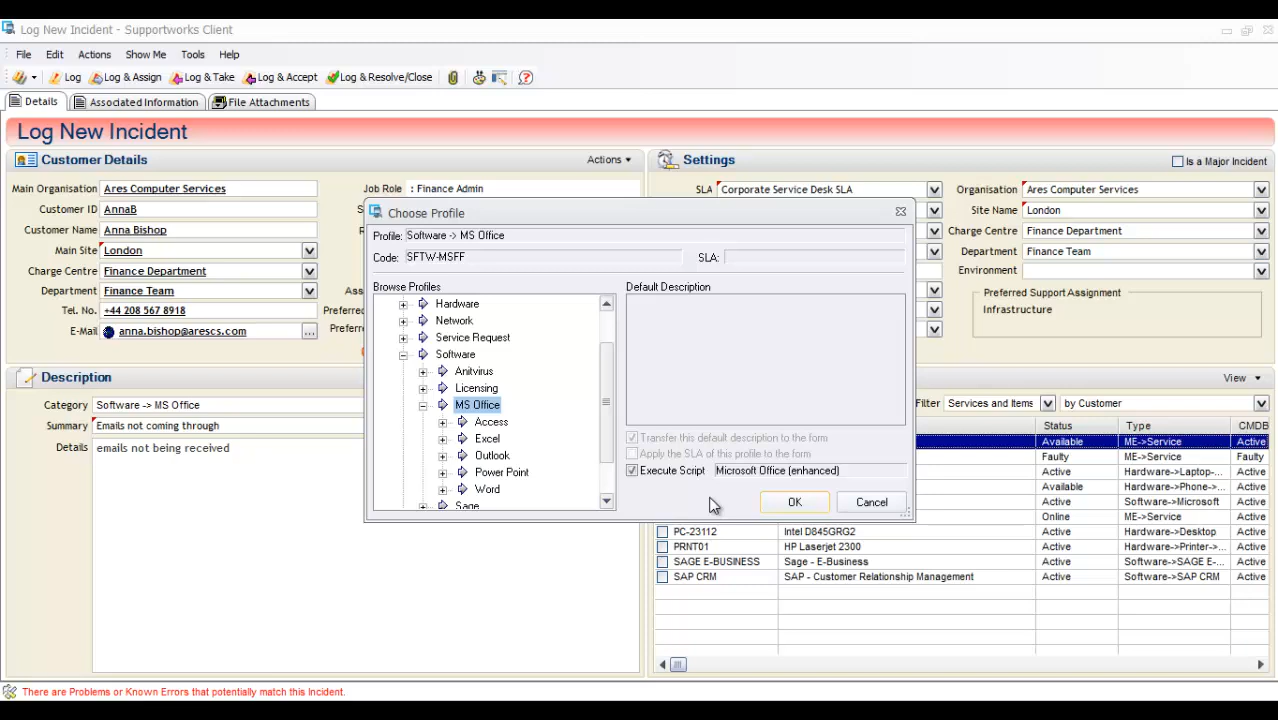 Log New Incident - Supportworks Client
File Edit Actions Show Me Tools Help
Log Log & Assign Log & Take Log & Accept Log & Resolve/Close
Details Associated Information File Attachments
Log New Incident
Customer Details Actions
Main Organisation Ares Computer Services Job Role : Finance Admin
Customer ID AnnaB
Customer Name Anna Bishop
Main Site London
Charge Centre Finance Department
Department Finance Team
Tel. No. +44 208 567 8918 Preferred
E-Mail anna.bishop@arescs.com ...
Settings Is a Major Incident
SLA Corporate Service Desk SLA Organisation Ares Computer Services
Site Name London
Charge Centre Finance Department
Department Finance Team
Environment
Preferred Support Assignment
Infrastructure
Choose Profile
Profile: Software -> MS Office
Code: SFTW-MSFF SLA:
Browse Profiles Default Description
Hardware
Network
Service Request
Software
Anitvirus
Licensing
MS Office
Access
Excel
Outlook
Power Point
Word
Sage
Transfer this default description to the form
Apply the SLA of this profile to the form
Execute Script Microsoft Office (enhanced)
OK Cancel
Description
Category Software -> MS Office
Summary Emails not coming through
Details emails not being received
View
Filter Services and Items by Customer
Status Type CMDB
Available ME->Service Active
Faulty ME->Service Faulty
Active Hardware->Laptop-... Active
Available Hardware->Phone->... Active
Active Software->Microsoft Active
Online ME->Service Active
PC-23112 Intel D845GRG2 Active Hardware->Desktop Active
PRNT01 HP Laserjet 2300 Active Hardware->Printer->... Active
SAGE E-BUSINESS Sage - E-Business Active Software->SAGE E-... Active
SAP CRM SAP - Customer Relationship Management Active Software->SAP CRM Active
There are Problems or Known Errors that potentially match this Incident.